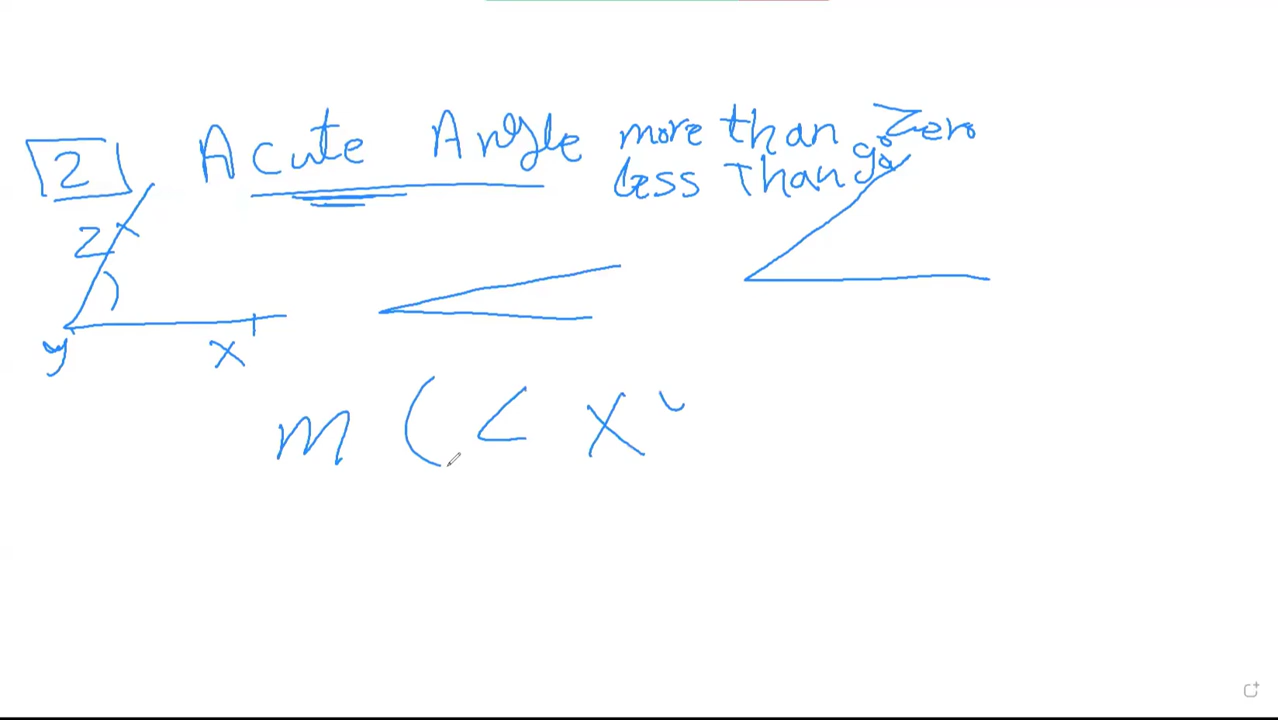 2 Acute Angle more than Zero
less Than 90°
Z
y x
m ( < X